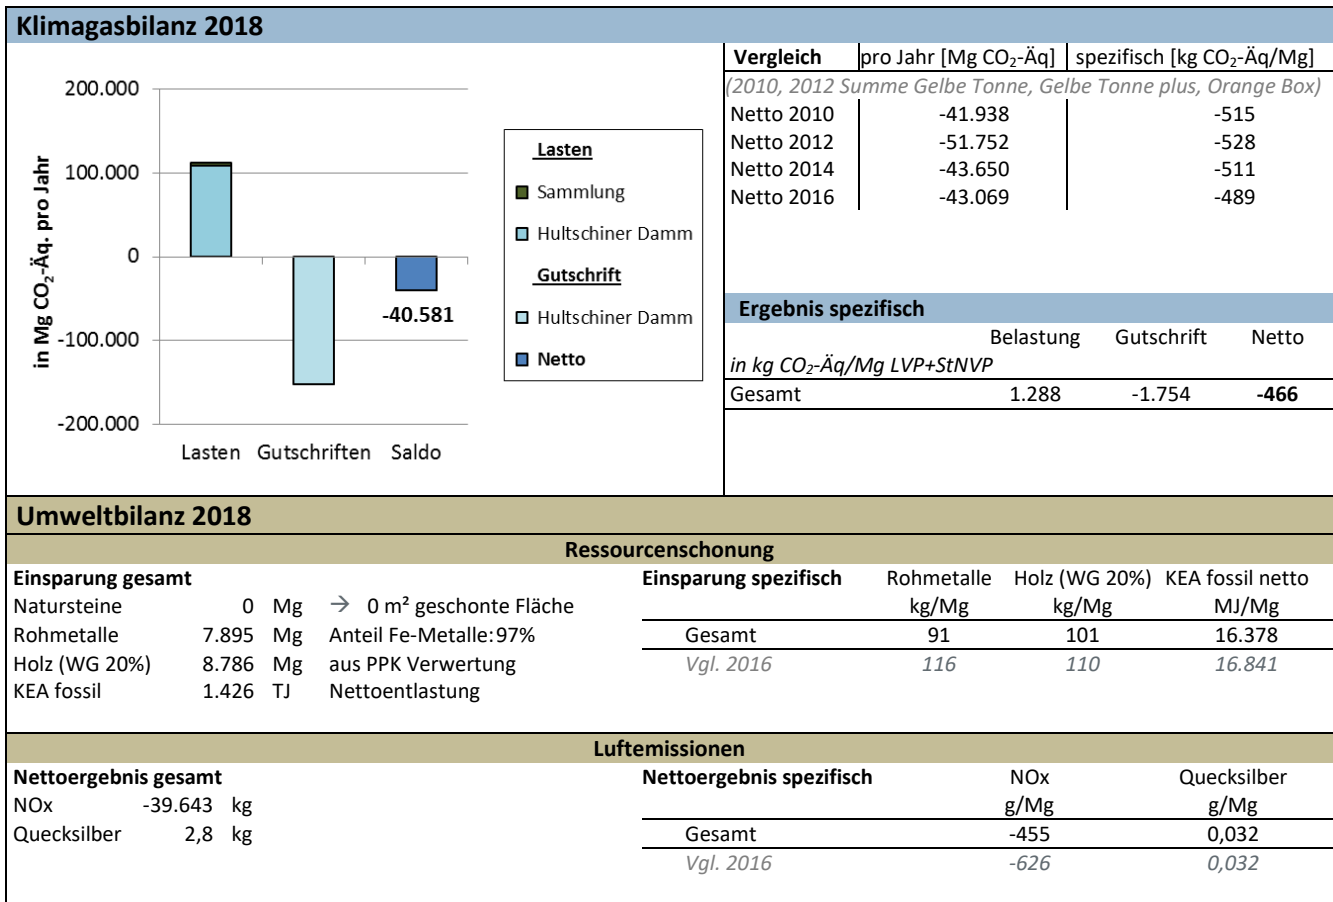 Klimagasbilanz 2018
in Mg CO₂-Äq. pro Jahr
200.000
100.000
0
-100.000
-200.000
-40.581
Lasten Gutschriften Saldo
Lasten
Sammlung
Hultschiner Damm
Gutschrift
Hultschiner Damm
Netto
Vergleich pro Jahr [Mg CO₂-Äq] spezifisch [kg CO₂-Äq/Mg]
(2010, 2012 Summe Gelbe Tonne, Gelbe Tonne plus, Orange Box)
Netto 2010 -41.938 -515
Netto 2012 -51.752 -528
Netto 2014 -43.650 -511
Netto 2016 -43.069 -489
Ergebnis spezifisch
Belastung Gutschrift Netto
in kg CO₂-Äq/Mg LVP+StNVP
Gesamt 1.288 -1.754 -466
Umweltbilanz 2018
Ressourcenschonung
Einsparung gesamt
Natursteine 0 Mg → 0 m² geschonte Fläche
Rohmetalle 7.895 Mg Anteil Fe-Metalle: 97%
Holz (WG 20%) 8.786 Mg aus PPK Verwertung
KEA fossil 1.426 TJ Nettoentlastung
Einsparung spezifisch Rohmetalle Holz (WG 20%) KEA fossil netto
kg/Mg kg/Mg MJ/Mg
Gesamt 91 101 16.378
Vgl. 2016 116 110 16.841
Luftemissionen
Nettoergebnis gesamt
NOx -39.643 kg
Quecksilber 2,8 kg
Nettoergebnis spezifisch NOx Quecksilber
g/Mg g/Mg
Gesamt -455 0,032
Vgl. 2016 -626 0,032